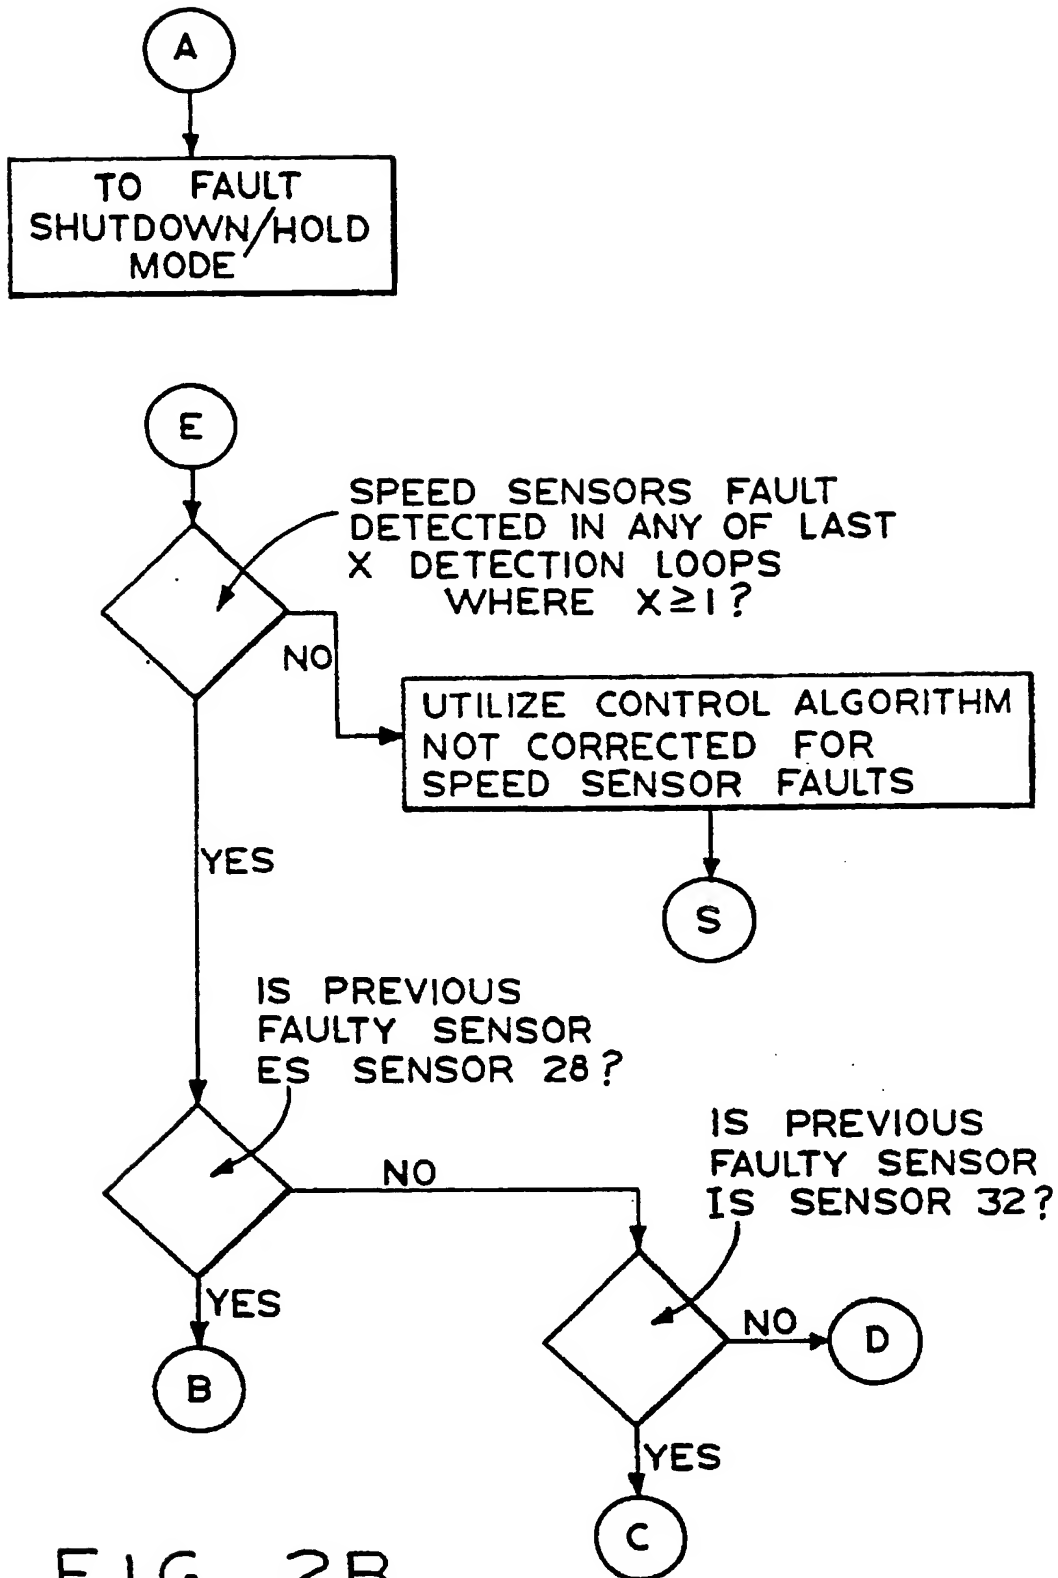 A
TO FAULT
SHUTDOWN/HOLD
MODE
E
SPEED SENSORS FAULT
DETECTED IN ANY OF LAST
X DETECTION LOOPS
WHERE X≥1?
NO
UTILIZE CONTROL ALGORITHM
NOT CORRECTED FOR
SPEED SENSOR FAULTS
S
YES
IS PREVIOUS
FAULTY SENSOR
ES SENSOR 28?
NO
IS PREVIOUS
FAULTY SENSOR
IS SENSOR 32?
YES
B
NO
D
YES
C
FIG. 2B